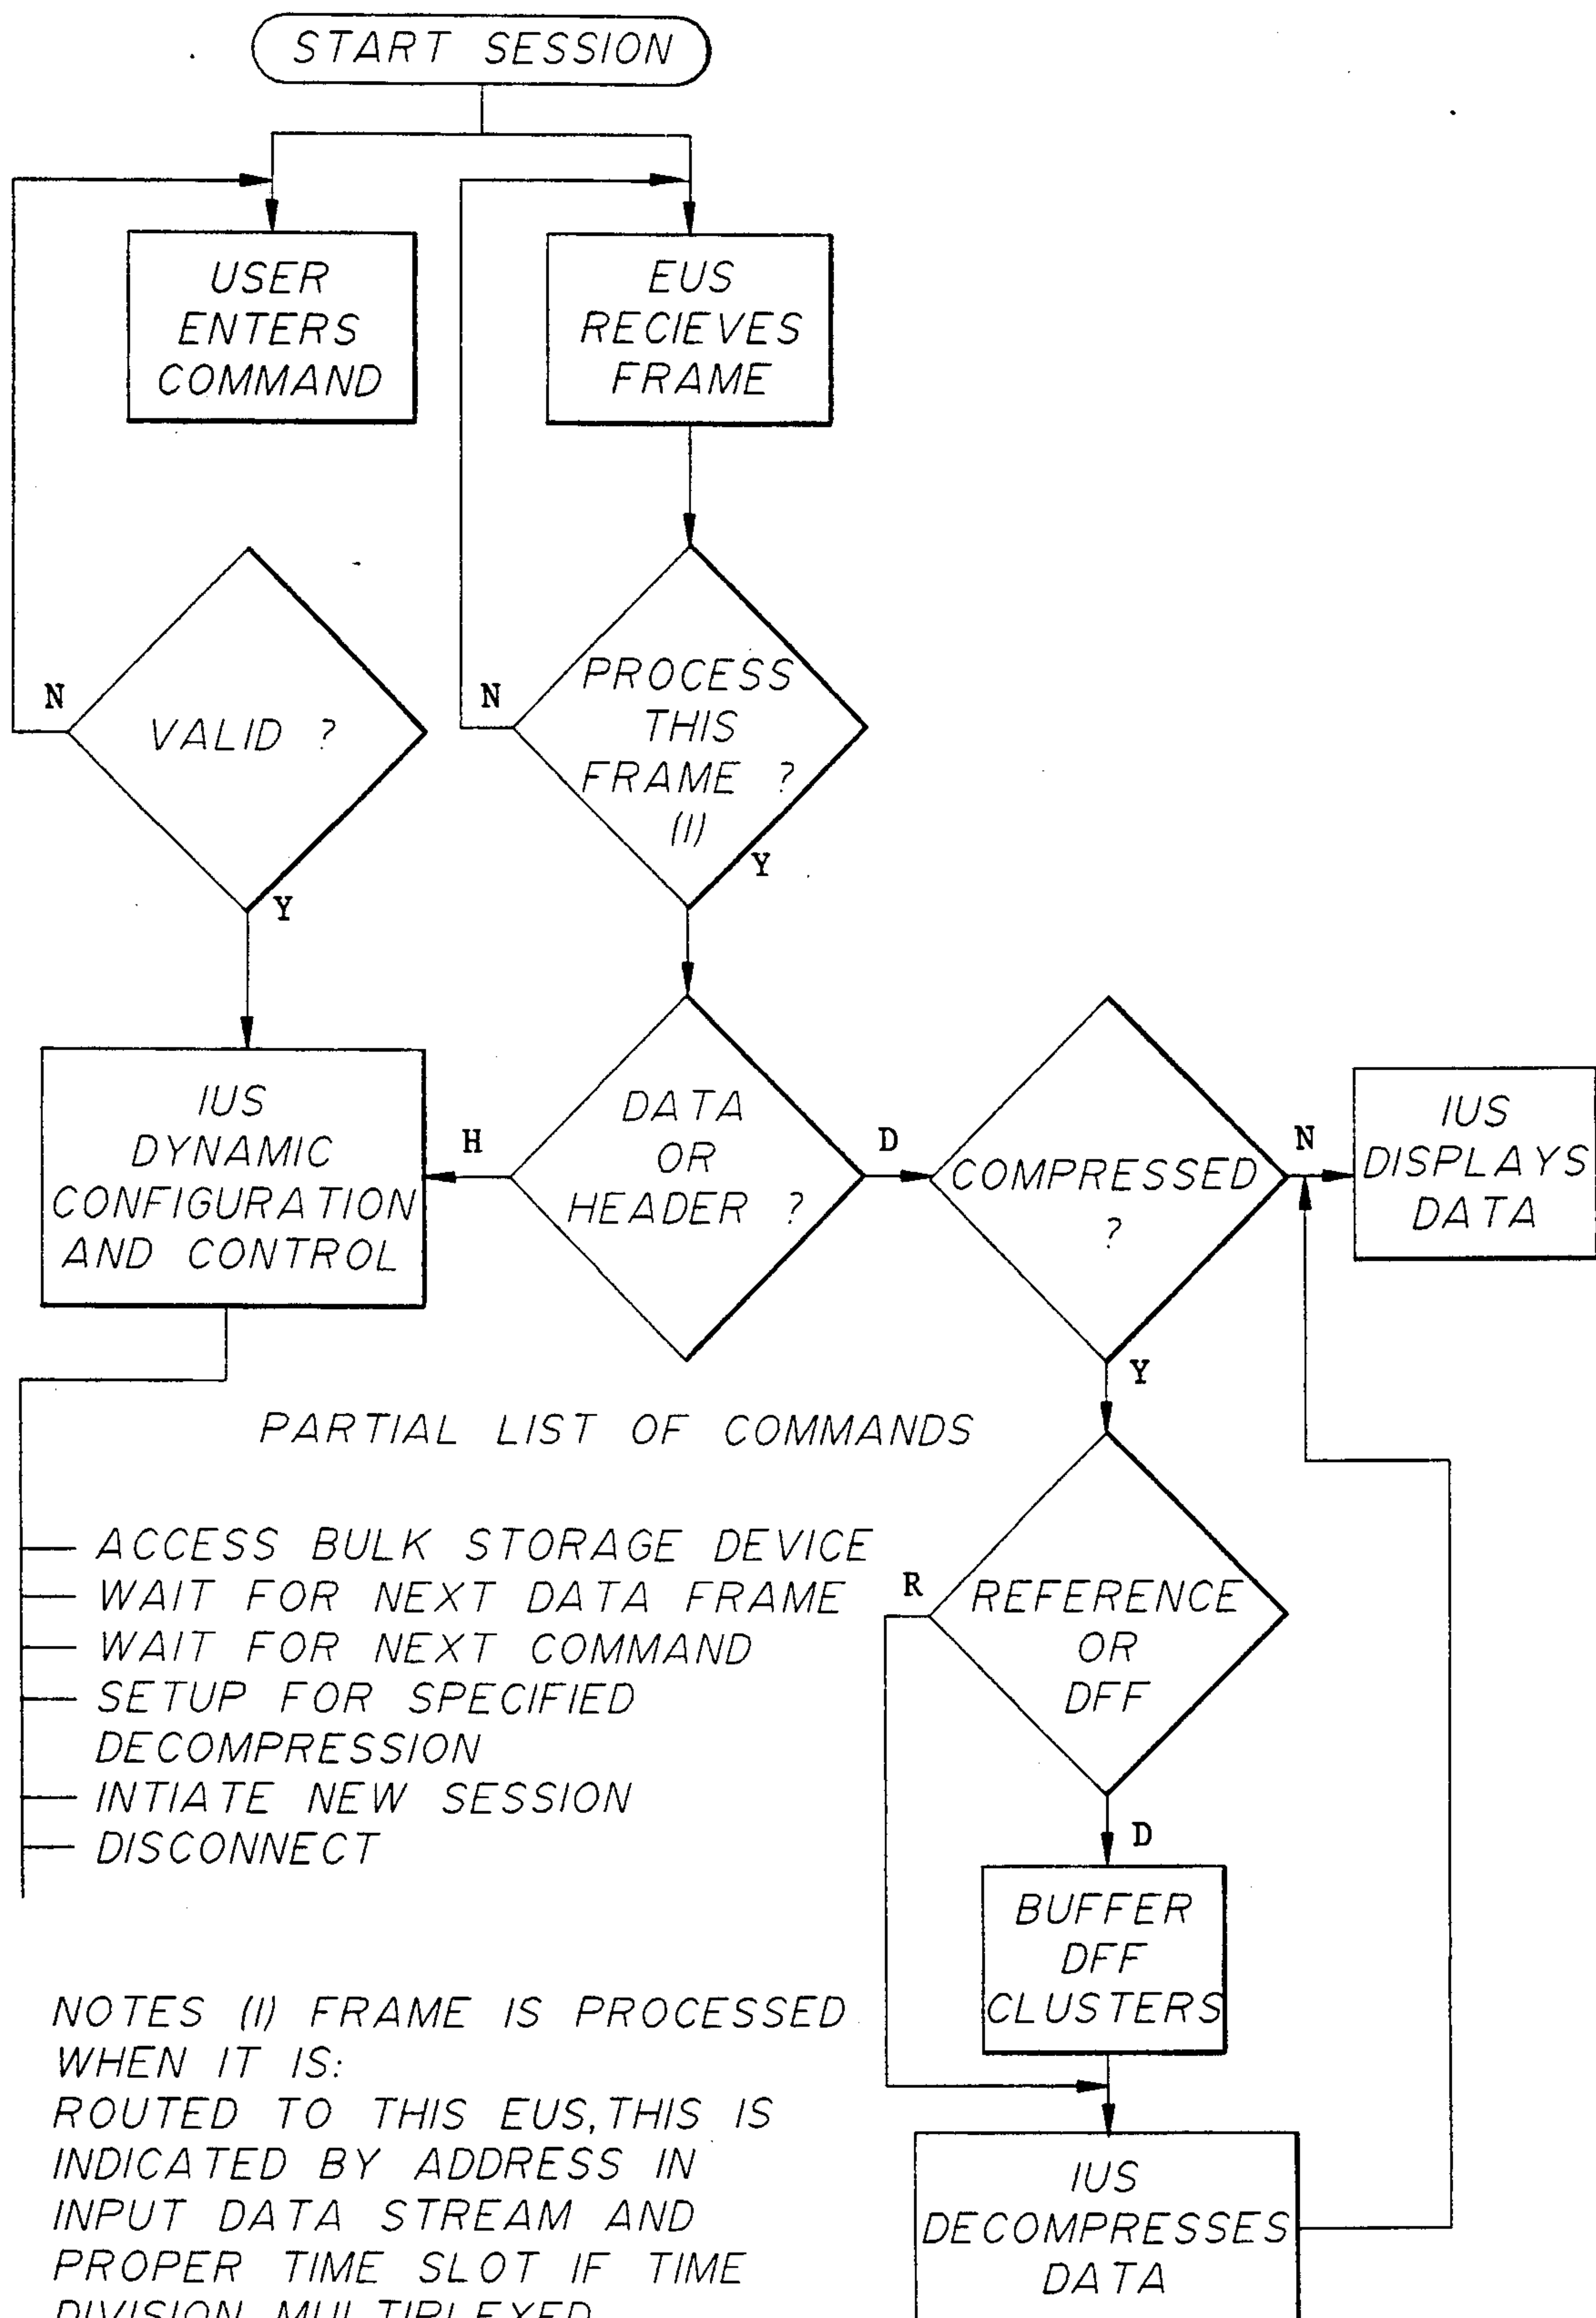 START SESSION
USER
ENTERS
COMMAND
EUS
RECIEVES
FRAME
N
VALID ?
Y
N
PROCESS
THIS
FRAME ?
(1)
Y
IUS
DYNAMIC
CONFIGURATION
AND CONTROL
H
DATA
OR
HEADER ?
D
COMPRESSED
?
N
IUS
DISPLAYS
DATA
Y
PARTIAL LIST OF COMMANDS
ACCESS BULK STORAGE DEVICE
WAIT FOR NEXT DATA FRAME
WAIT FOR NEXT COMMAND
SETUP FOR SPECIFIED
DECOMPRESSION
INTIATE NEW SESSION
DISCONNECT
R
REFERENCE
OR
DFF
D
BUFFER
DFF
CLUSTERS
IUS
DECOMPRESSES
DATA
NOTES (1) FRAME IS PROCESSED
WHEN IT IS:
ROUTED TO THIS EUS,THIS IS
INDICATED BY ADDRESS IN
INPUT DATA STREAM AND
PROPER TIME SLOT IF TIME
DIVISION MULTIPLEXED